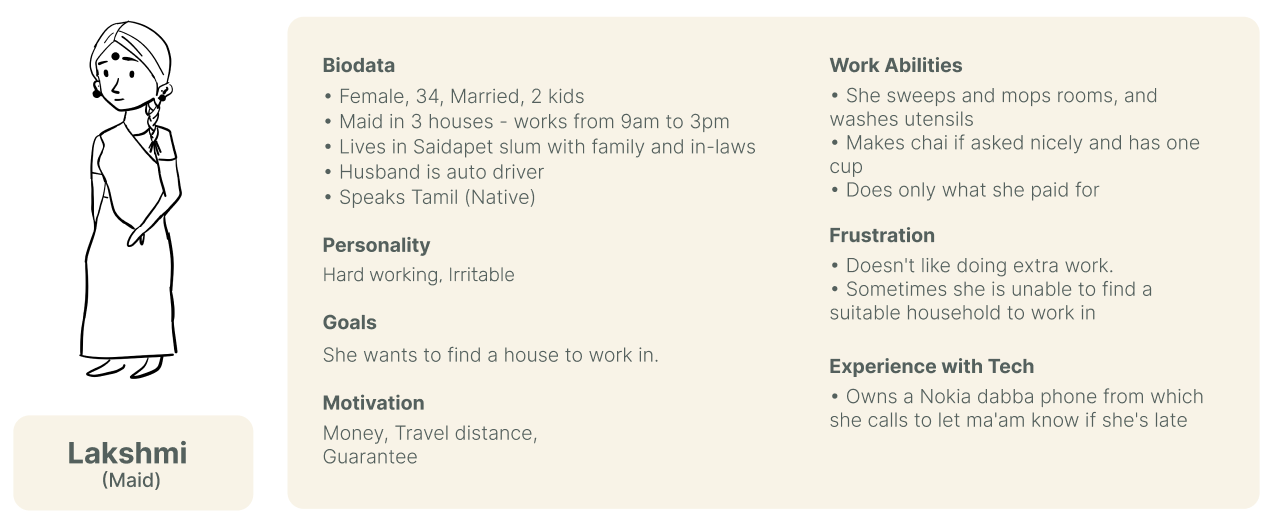 Biodata
• Female, 34, Married, 2 kids
• Maid in 3 houses - works from 9am to 3pm
• Lives in Saidapet slum with family and in-laws
• Husband is auto driver
• Speaks Tamil (Native)
Personality
Hard working, Irritable
Goals
She wants to find a house to work in.
Motivation
Money, Travel distance,
Guarantee
Work Abilities
• She sweeps and mops rooms, and
washes utensils
• Makes chai if asked nicely and has one
cup
• Does only what she paid for
Frustration
• Doesn't like doing extra work.
• Sometimes she is unable to find a
suitable household to work in
Experience with Tech
• Owns a Nokia dabba phone from which
she calls to let ma'am know if she's late
Lakshmi
(Maid)